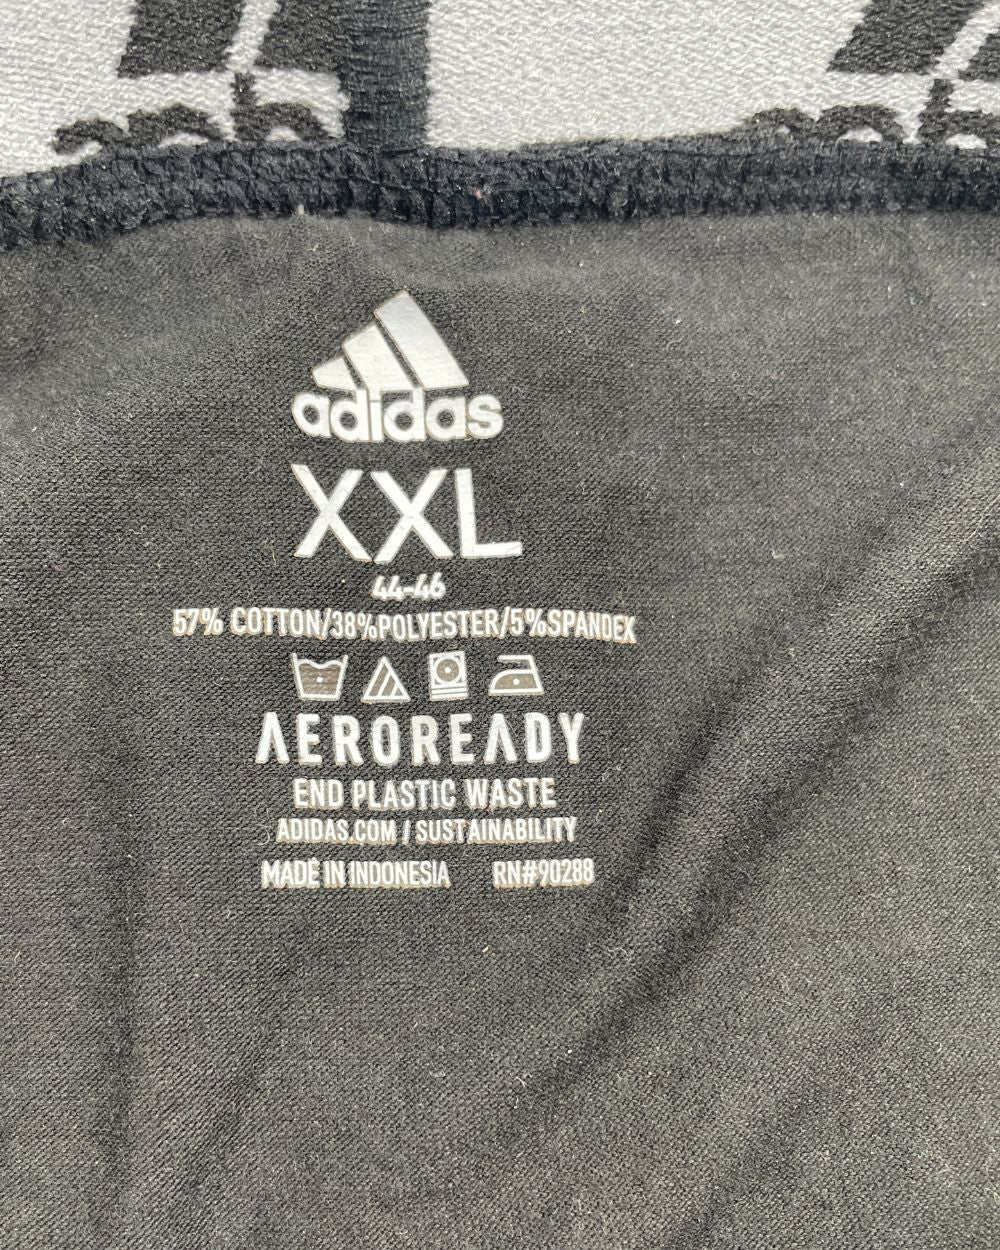 adidas
XXL
44-46
57% COTTON/38%POLYESTER/5%SPANDEX
AEROREADY
END PLASTIC WASTE
ADIDAS.COM / SUSTAINABILITY
MADE IN INDONESIA RN#90288